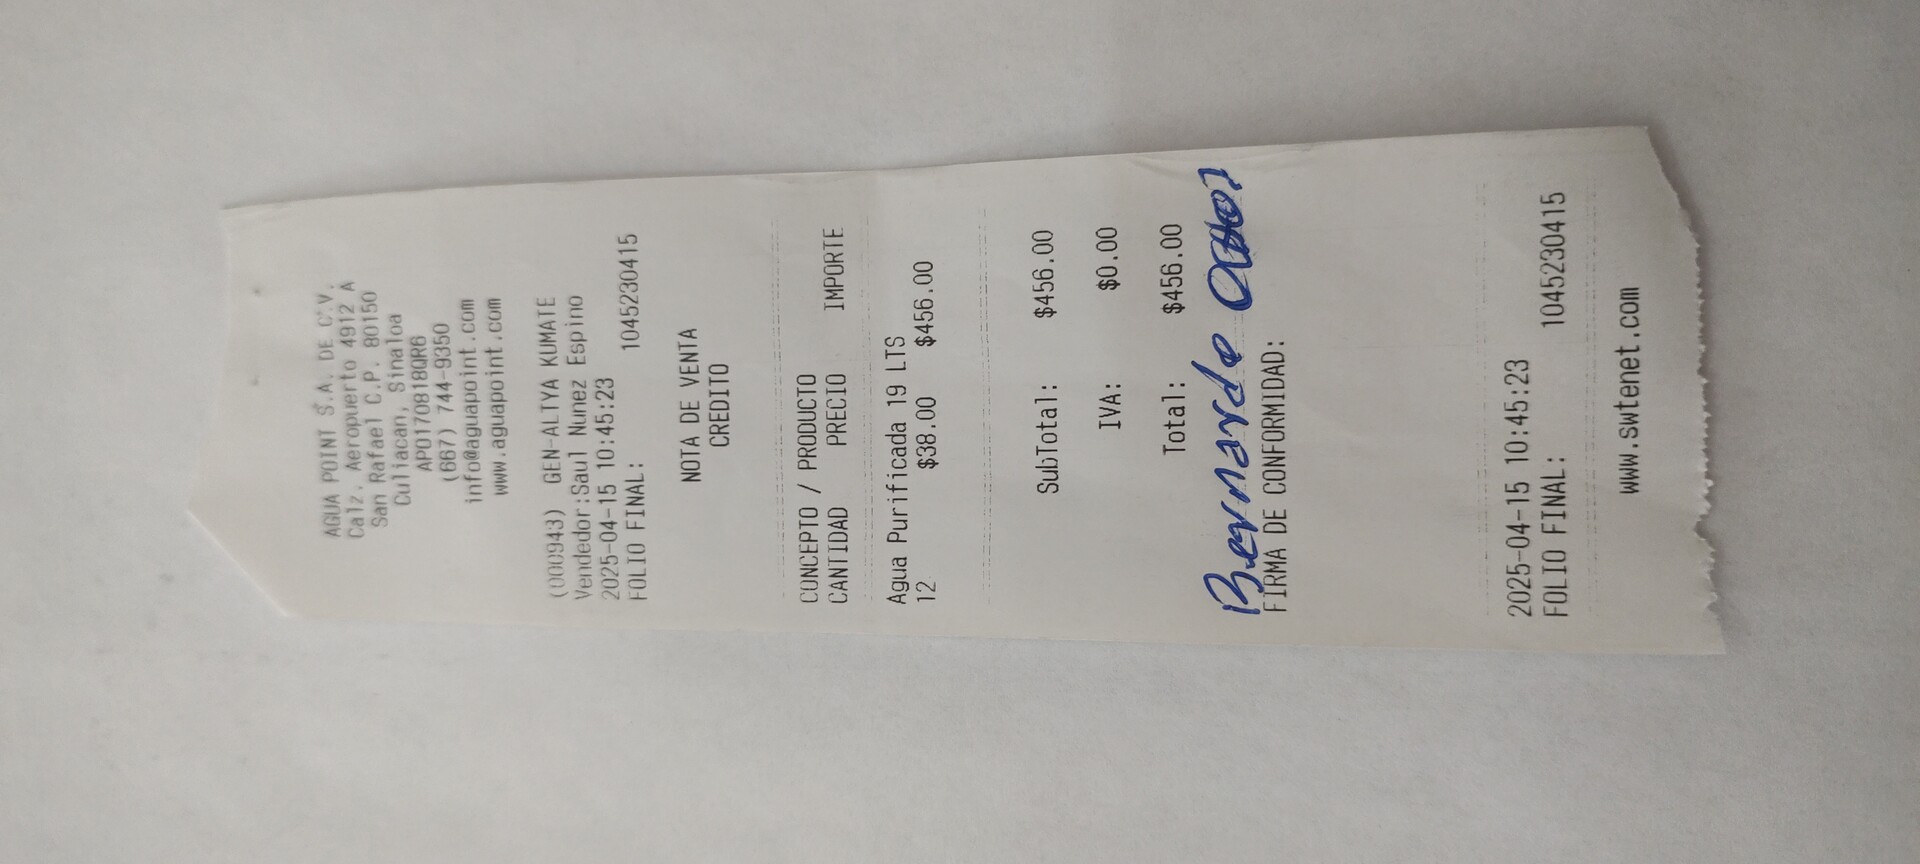 AGUA POINT S.A. DE C.V.
Calz. Aeropuerto 4912 A
San Rafael C.P. 80150
Culiacan, Sinaloa
APO170818QR6
(667) 744-9350
info@aguapoint.com
www.aguapoint.com
(000943) GEN-ALTYA KUMATE
Vendedor:Saul Nunez Espino
2025-04-15 10:45:23
FOLIO FINAL: 1045230415
NOTA DE VENTA
CREDITO
CONCEPTO / PRODUCTO
CANTIDAD PRECIO IMPORTE
Agua Purificada 19 LTS
12 $38.00 $456.00
SubTotal: $456.00
IVA: $0.00
Total: $456.00
Bernardo
FIRMA DE CONFORMIDAD:
2025-04-15 10:45:23
FOLIO FINAL: 1045230415
www.swtenet.com